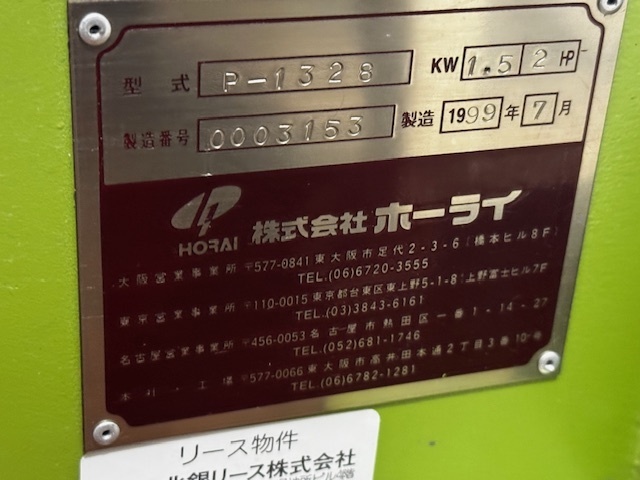 型式 P-1328 KW 1.5 2 HP
製造番号 0003153 製造 1999年7月
HORAI 株式会社ホーライ
大阪営業事業所 〒577-0841 東大阪市足代2-3-6(橋本ビル8F)
TEL.(06)6720-3555
東京営業事業所 〒110-0015 東京都台東区東上野5-1-8(上野富士ビル7F
TEL.(03)3843-6161
名古屋営業事業所 〒456-0053 名古屋市熱田区一番1-14-27
TEL.(052)681-1746
本社・工場 〒577-0066 東大阪市高井田本通2丁目3番10号
TEL.(06)6782-1281
リース物件
銀リース株式会社